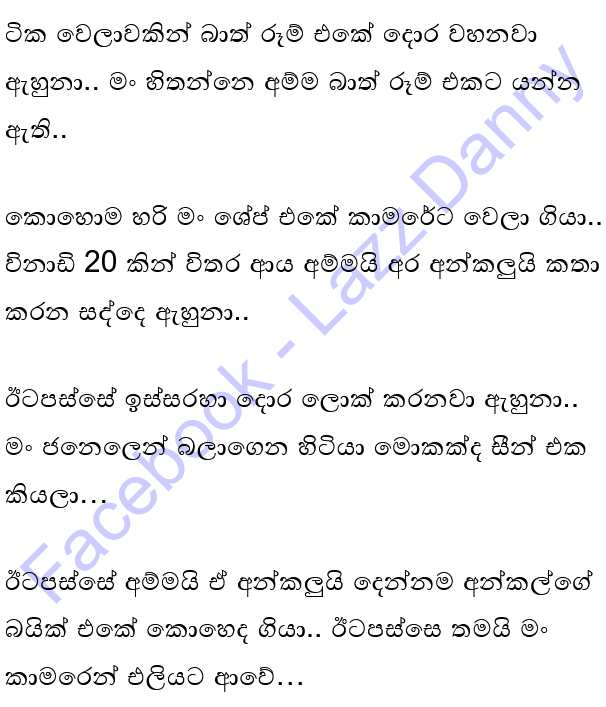 ටික වෙලාවකින් බාත් රූම් එකේ දොර වහනවා
ඇහුනා.. මං හිතන්නෙ අම්ම බාත් රූම් එකට යන්න
ඇති..
කොහොම හරි මං ශේප් එකේ කාමරේට වෙලා ගියා..
විනාඩි 20 කින් විතර ආය අම්මයි අර අන්කලුයි කතා
කරන සද්දෙ ඇහුනා..
ඊටපස්සේ ඉස්සරහා දොර ලොක් කරනවා ඇහුනා..
මං ජනෙලෙන් බලාගෙන හිටියා මොකක්ද සීන් එක
කියලා…
ඊටපස්සේ අම්මයි ඒ අන්කලුයි දෙන්නම අන්කල්ගේ
බයික් එකේ කොහෙද ගියා.. ඊටපස්සෙ තමයි මං
කාමරෙන් එලියට ආවේ…
Facebook - Lazz Danny